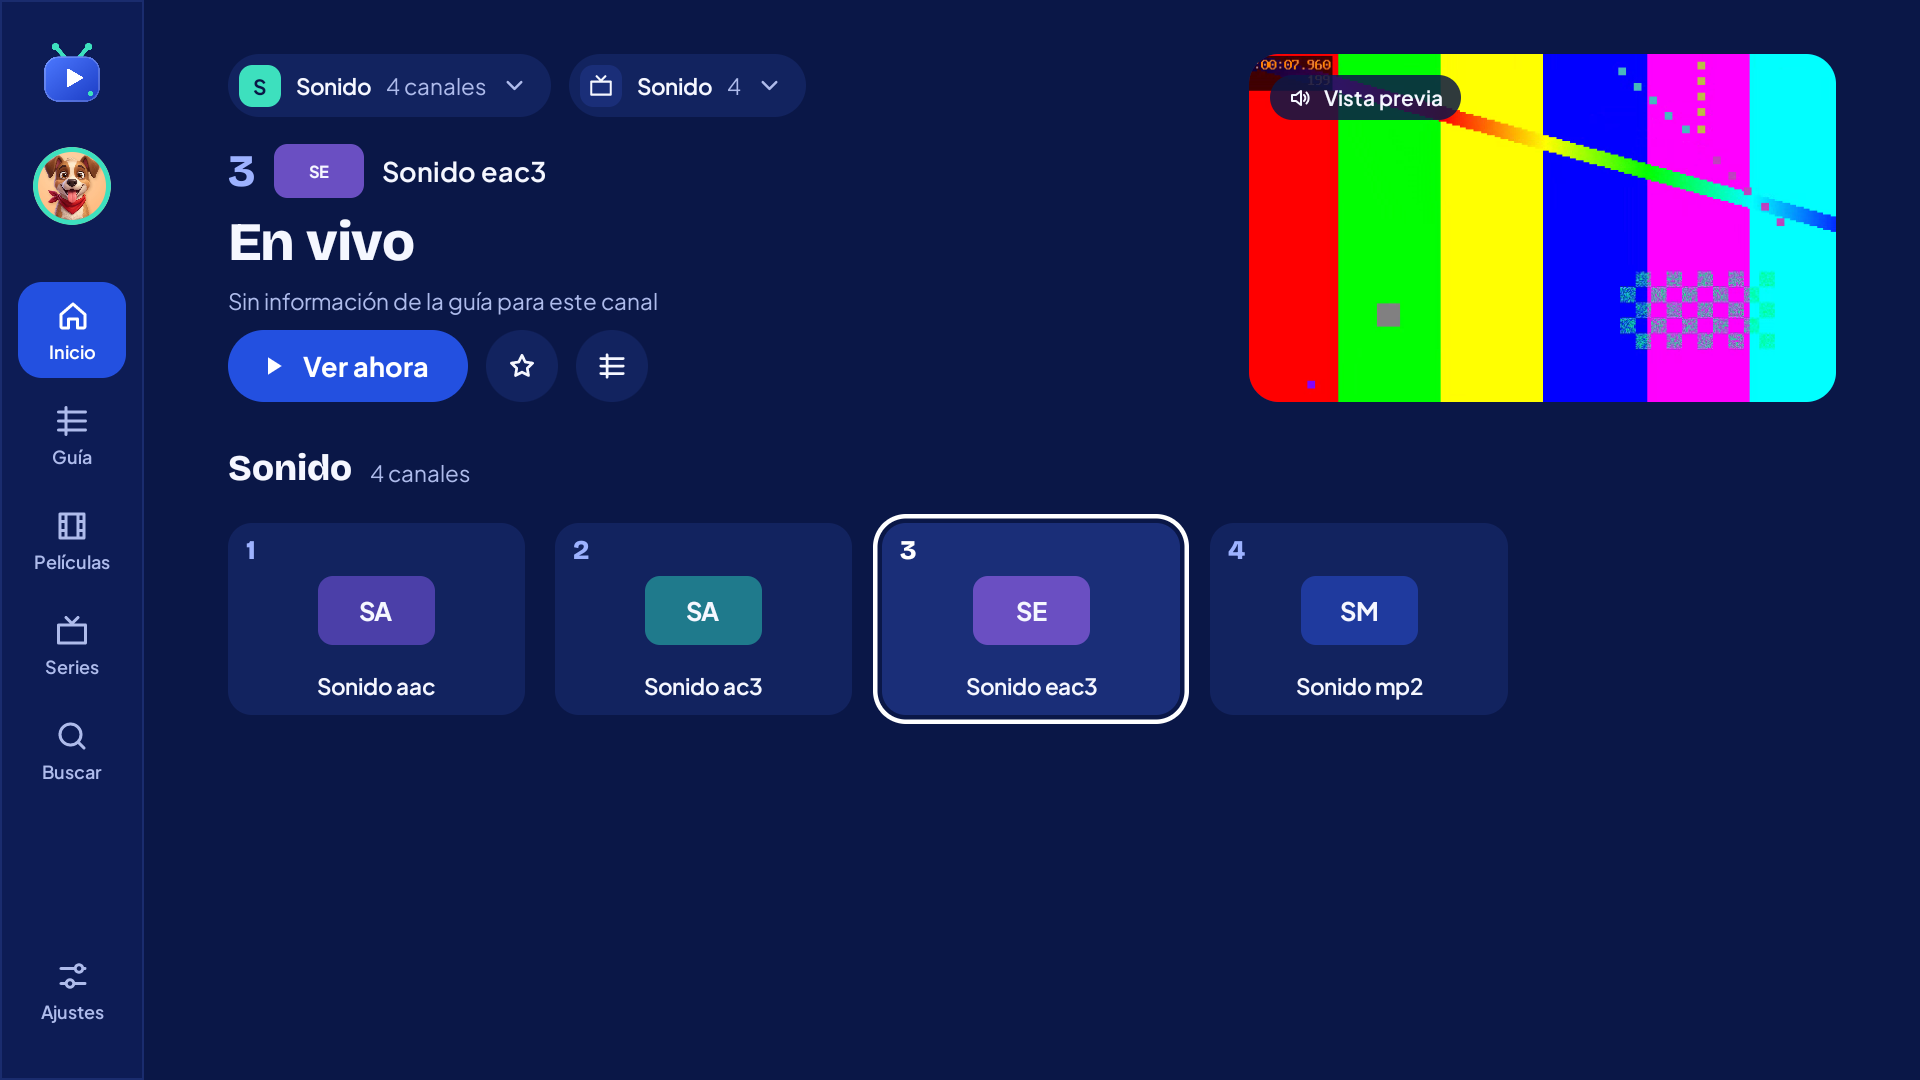 S Sonido 4 canales
Sonido 4
:00:07.960
199
Vista previa
3 SE Sonido eac3
En vivo
Sin información de la guía para este canal
Ver ahora
Inicio
Guía
Películas
Series
Buscar
Ajustes
Sonido 4 canales
1 SA Sonido aac
2 SA Sonido ac3
3 SE Sonido eac3
4 SM Sonido mp2